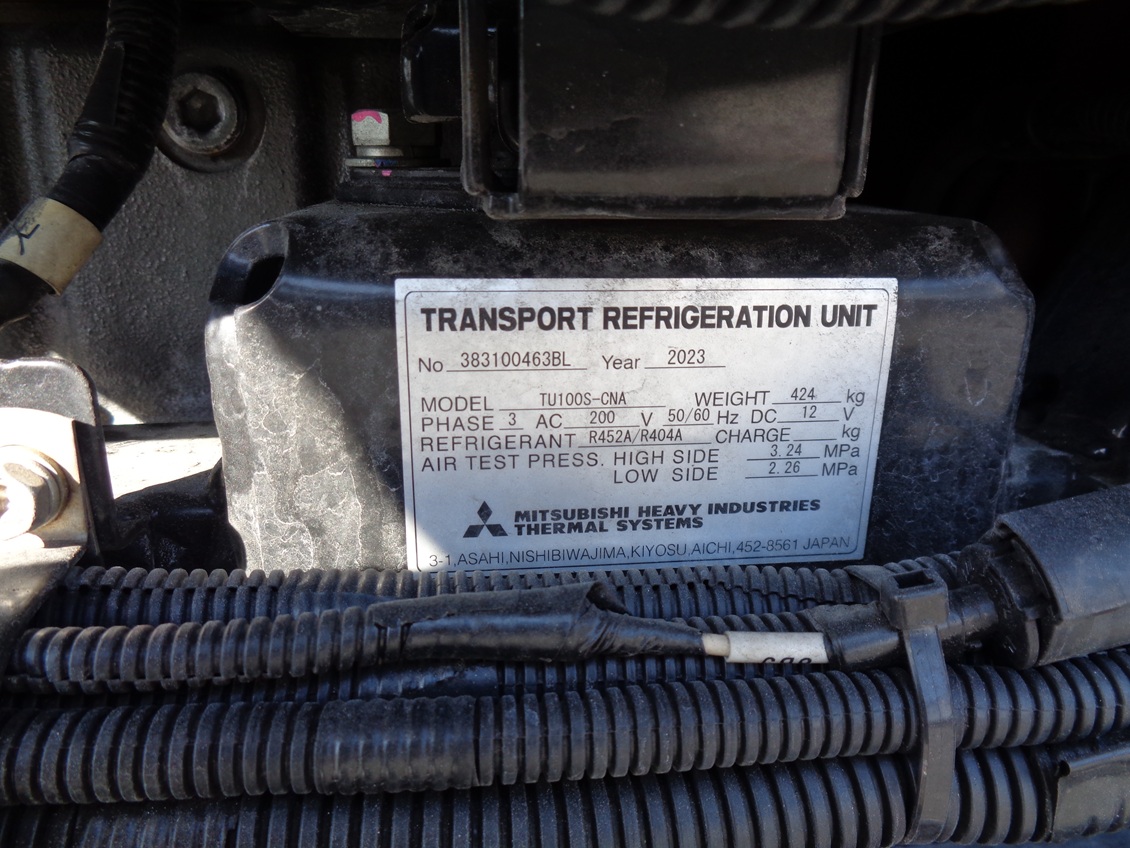 TRANSPORT REFRIGERATION UNIT
No 383100463BL Year 2023
MODEL TU100S-CNA WEIGHT 424 kg
PHASE 3 AC 200 V 50/60 Hz DC 12 V
REFRIGERANT R452A/R404A CHARGE kg
AIR TEST PRESS. HIGH SIDE 3.24 MPa
LOW SIDE 2.26 MPa
MITSUBISHI HEAVY INDUSTRIES
THERMAL SYSTEMS
3-1,ASAHI,NISHIBIWAJIMA,KIYOSU,AICHI,452-8561 JAPAN